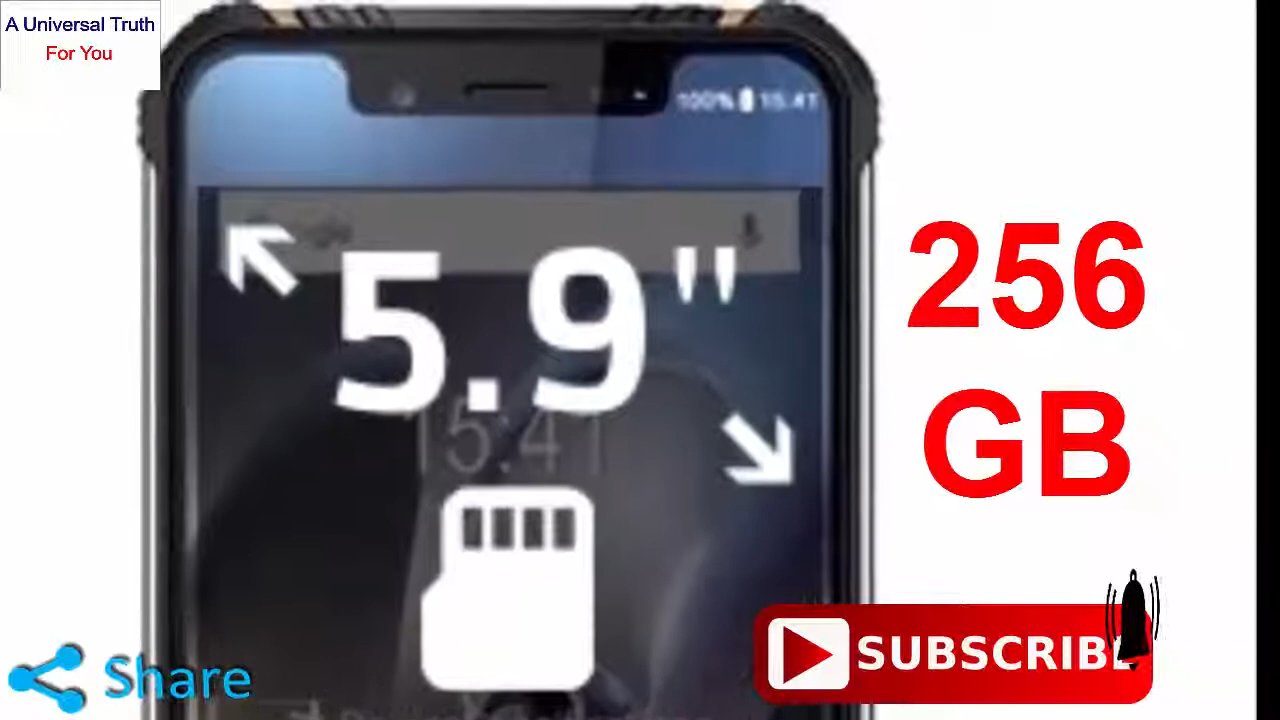 A Universal Truth
For You
100% 15:41
5.9"
15:41
256
GB
SUBSCRIBE
Share